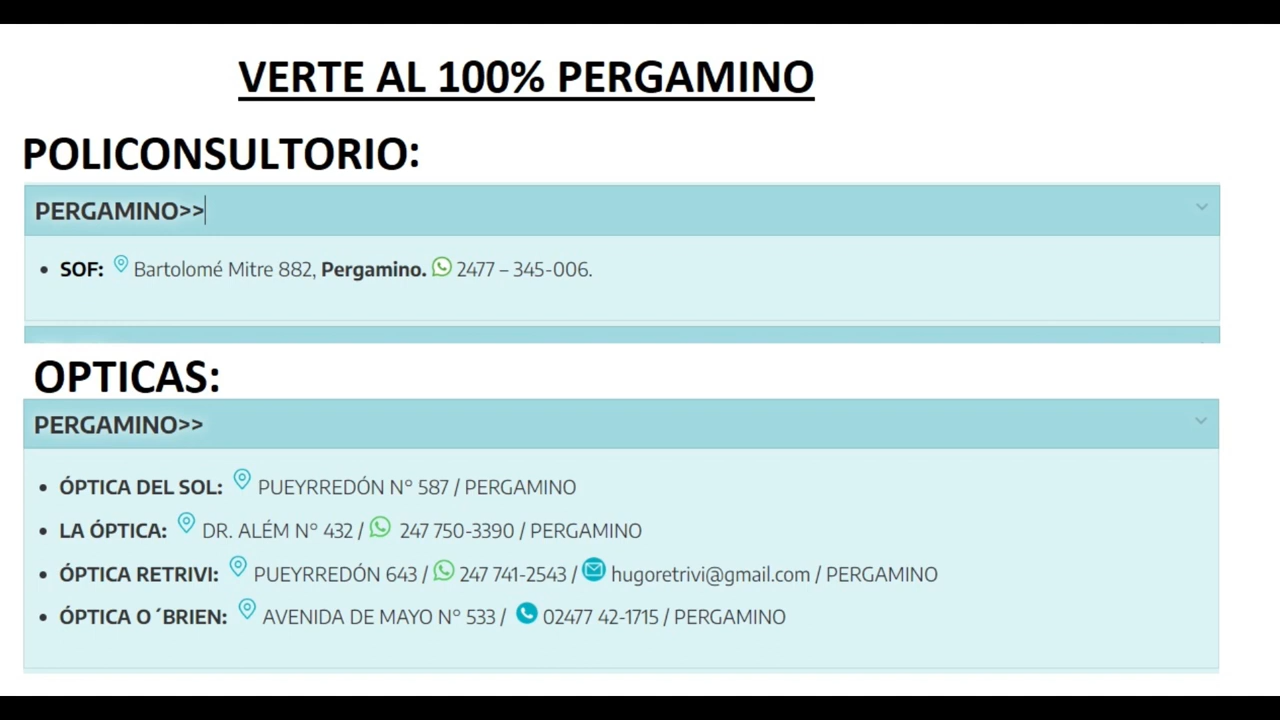 VERTE AL 100% PERGAMINO
POLICONSULTORIO:
PERGAMINO>>
• SOF: Bartolomé Mitre 882, Pergamino. 2477 – 345-006.
OPTICAS:
PERGAMINO>>
• ÓPTICA DEL SOL: PUEYRREDÓN N° 587 / PERGAMINO
• LA ÓPTICA: DR. ALÉM N° 432 / 247 750-3390 / PERGAMINO
• ÓPTICA RETRIVI: PUEYRREDÓN 643 / 247 741-2543 / hugoretrivi@gmail.com / PERGAMINO
• ÓPTICA O´BRIEN: AVENIDA DE MAYO N° 533 / 02477 42-1715 / PERGAMINO